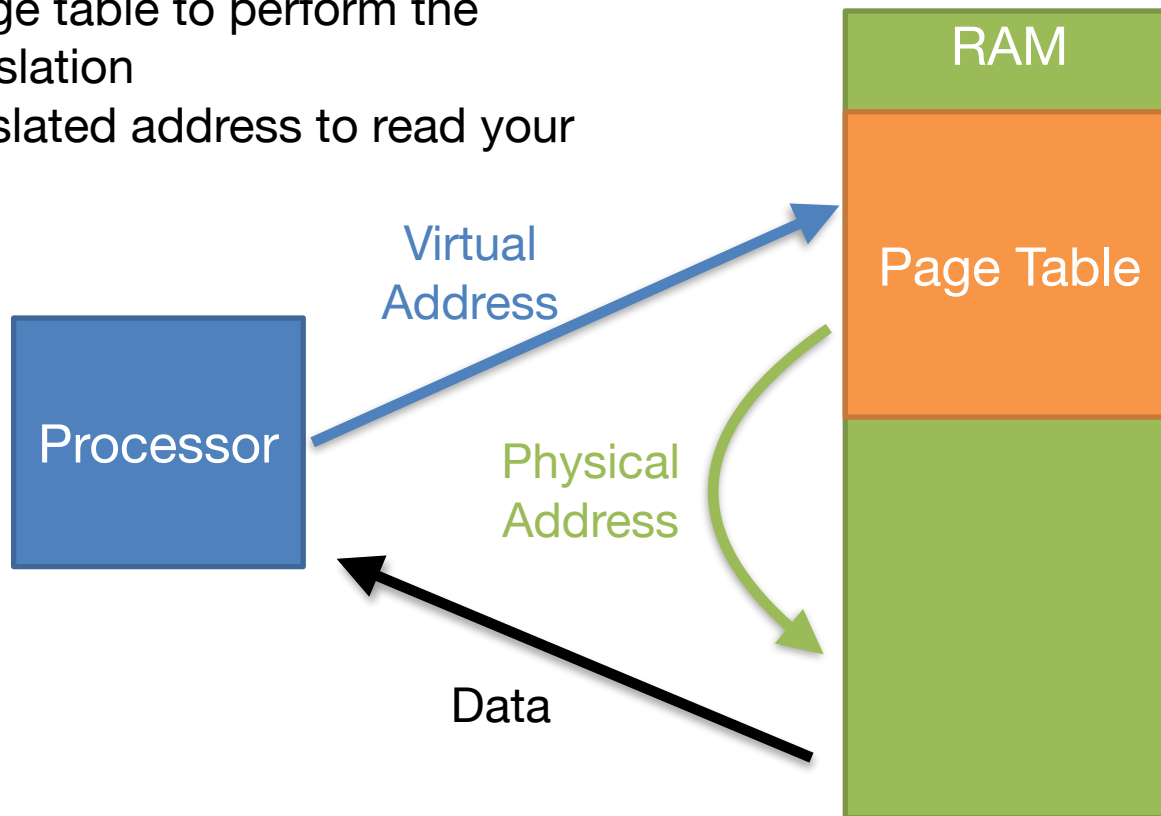 ge table to perform the
slation
slated address to read your
RAM
Virtual
Address
Page Table
Processor
Physical
Address
Data